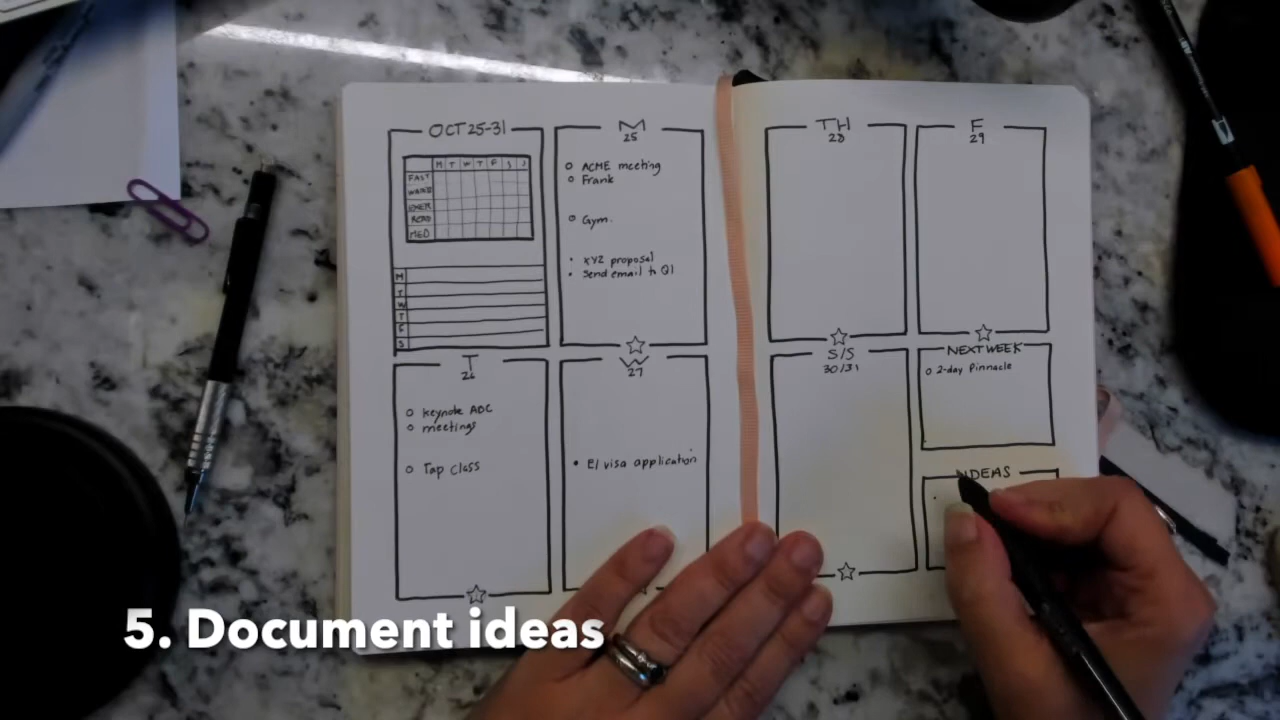 OCT 25-31
M T W T F S S
FAST
WATER
EXER
READ
MED
M
T
W
T
F
S
M
25
ACME meeting
Frank
Gym.
XYZ proposal
Send email to Q1
T
26
keynote ABC
meetings
Tap class
W
27
E1 visa application
TH
28
F
29
S/S
30/31
NEXT WEEK
2-day Pinnacle
IDEAS
5. Document ideas